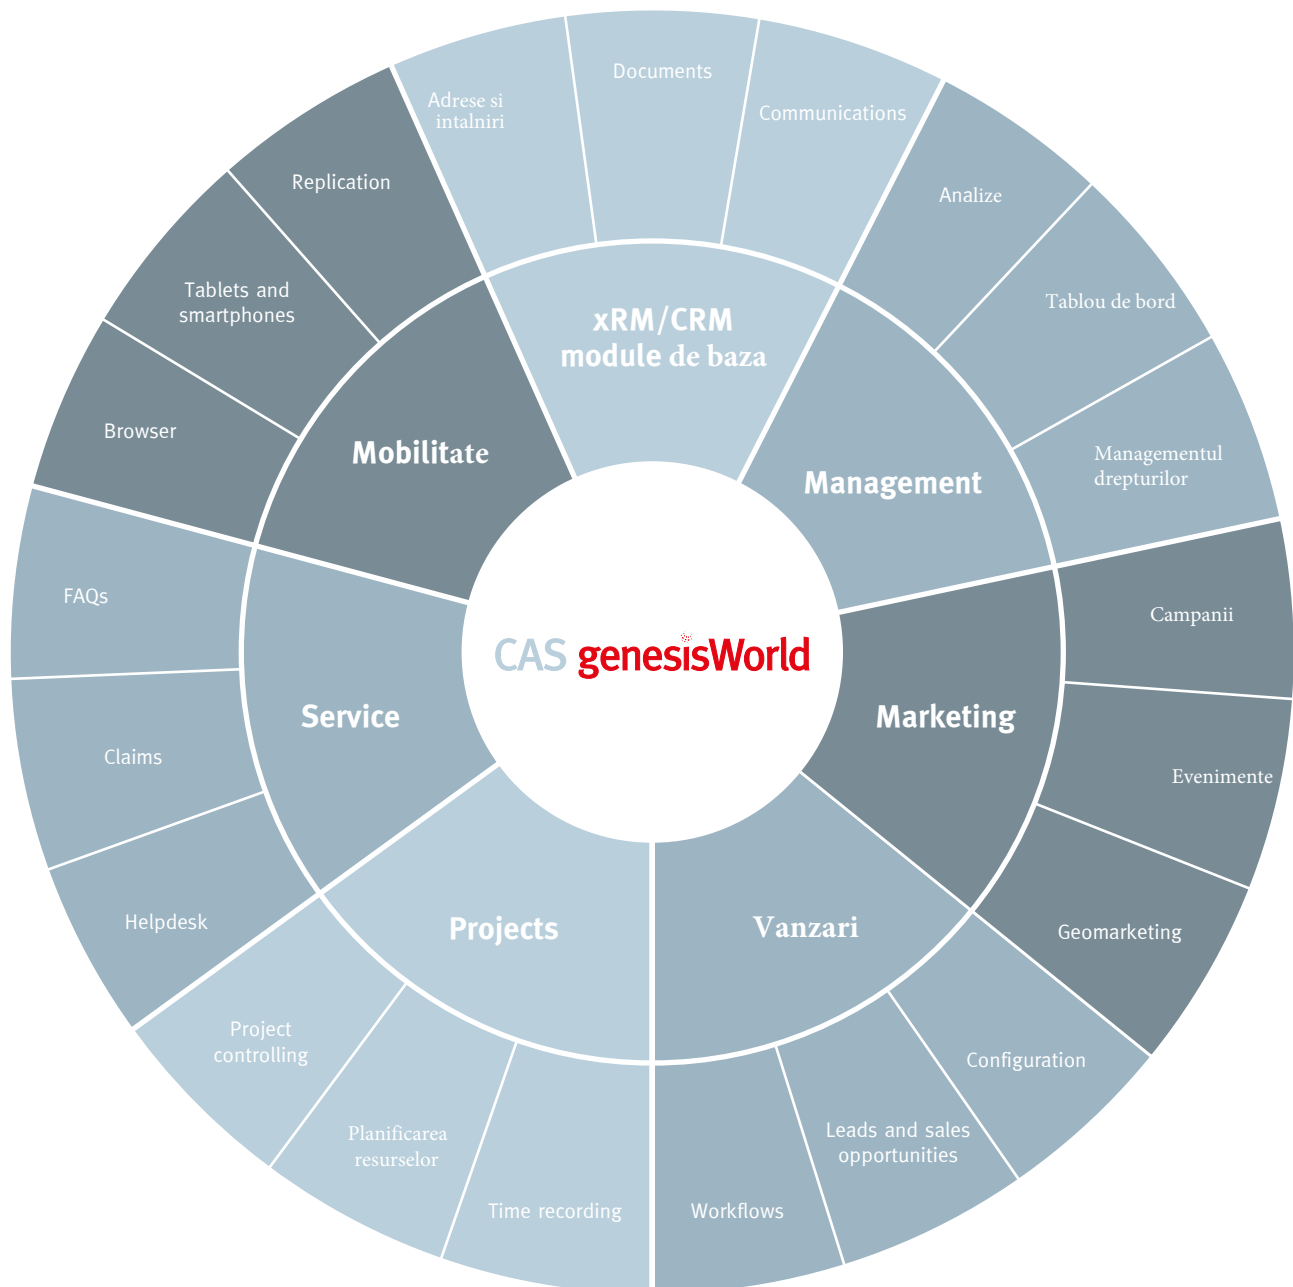 Documents
Adrese si
intalniri
Communications
Replication
Analize
Tablets and
smartphones
Tablou de bord
xRM/CRM
module de baza
Browser
Mobilitate
Management
Managementul
drepturilor
FAQs
Campanii
CAS genesisWorld
Service
Marketing
Claims
Evenimente
Helpdesk
Projects
Vanzari
Geomarketing
Project
controlling
Configuration
Planificarea
resurselor
Leads and sales
opportunities
Time recording
Workflows